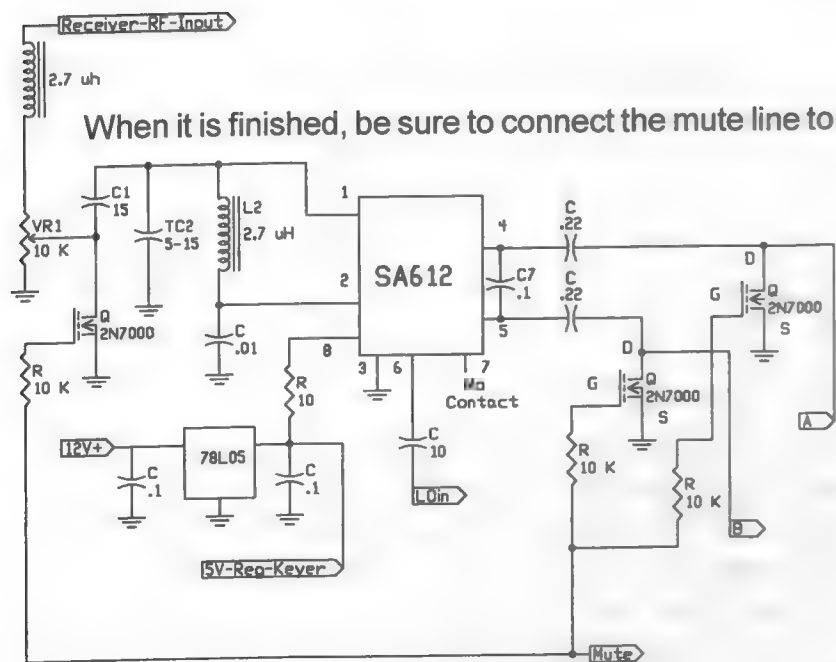 Receiver-RF-Input
2.7 uh
When it is finished, be sure to connect the mute line to
C1
15
TC2
5-15
L2
2.7 uH
VR1
10 K
Q
2N7000
R
10 K
C
.01
1
2
8
3
6
7
4
5
SA612
No
Contact
C
.22
C7
.1
C
.22
D
G
Q
2N7000
S
D
G
Q
2N7000
S
R
10
C
10
LOin
12V+
C
.1
78L05
C
.1
5V-Reg-Keyer
R
10 K
R
10 K
A
B
Mute